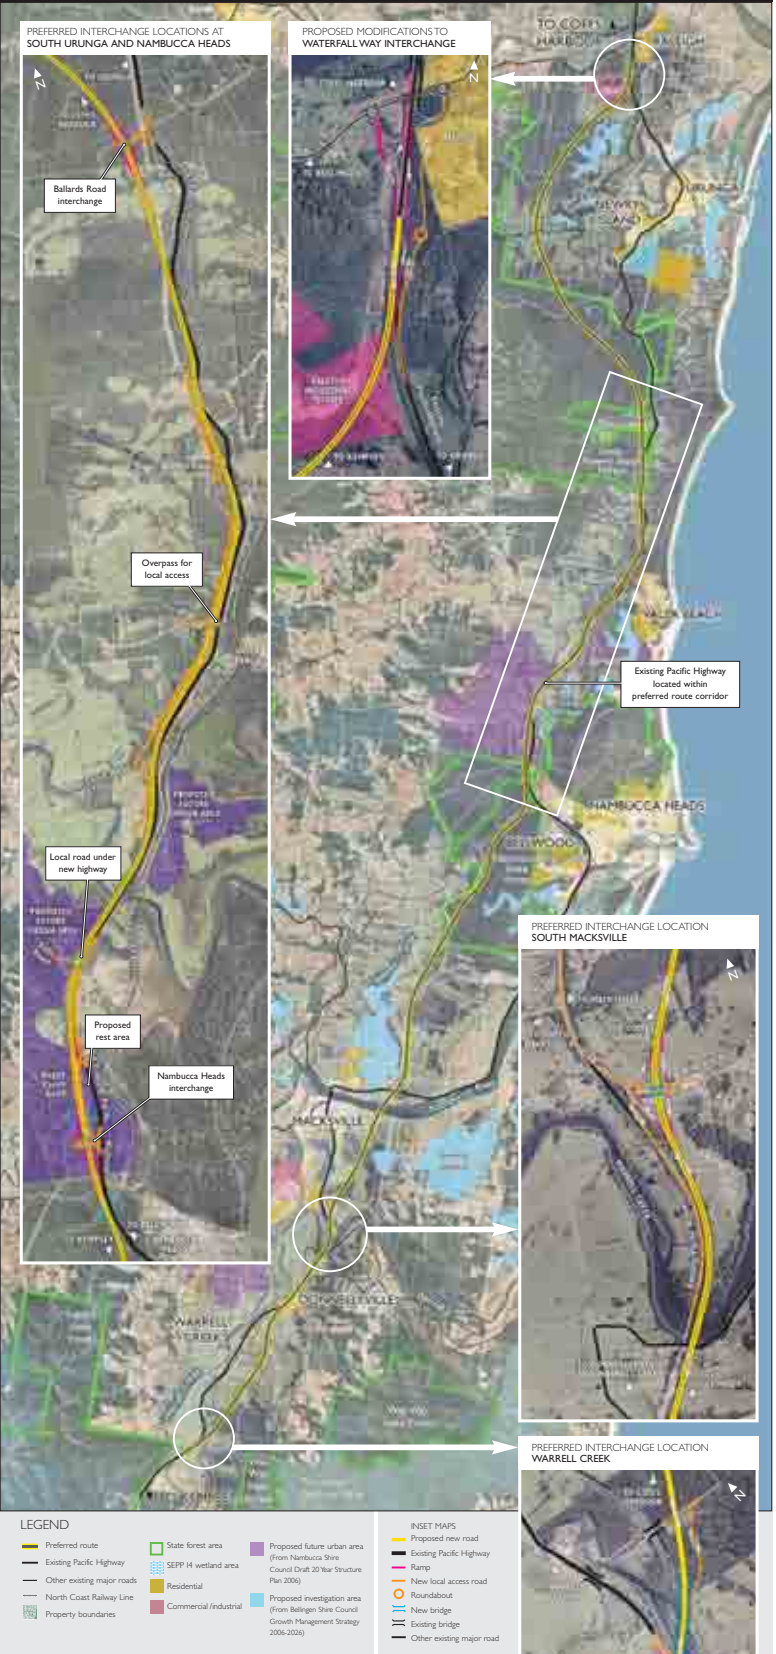 PREFERRED INTERCHANGE LOCATIONS AT
SOUTH URUNGA AND NAMBUCCA HEADS
N
Ballards Road
interchange
Overpass for
local access
Local road under
new highway
Proposed
rest area
Nambucca Heads
interchange
PROPOSED MODIFICATIONS TO
WATERFALL WAY INTERCHANGE
N
TO COFFS
HARBOUR
URUNGA
NEWRY
ISLAND
VALLA BEACH
Existing Pacific Highway
located within
preferred route corridor
NAMBUCCA HEADS
BELLWOOD
MACKSVILLE
DONNELLYVILLE
WARRELL
CREEK
PREFERRED INTERCHANGE LOCATION
SOUTH MACKSVILLE
N
PREFERRED INTERCHANGE LOCATION
WARRELL CREEK
N
LEGEND
Preferred route
Existing Pacific Highway
Other existing major roads
North Coast Railway Line
Property boundaries
State forest area
SEPP 14 wetland area
Residential
Commercial /industrial
Proposed future urban area
(From Nambucca Shire
Council Draft 20 Year Structure
Plan 2006)
Proposed investigation area
(From Bellingen Shire Council
Growth Management Strategy
2006-2026)
INSET MAPS
Proposed new road
Existing Pacific Highway
Ramp
New local access road
Roundabout
New bridge
Existing bridge
Other existing major road